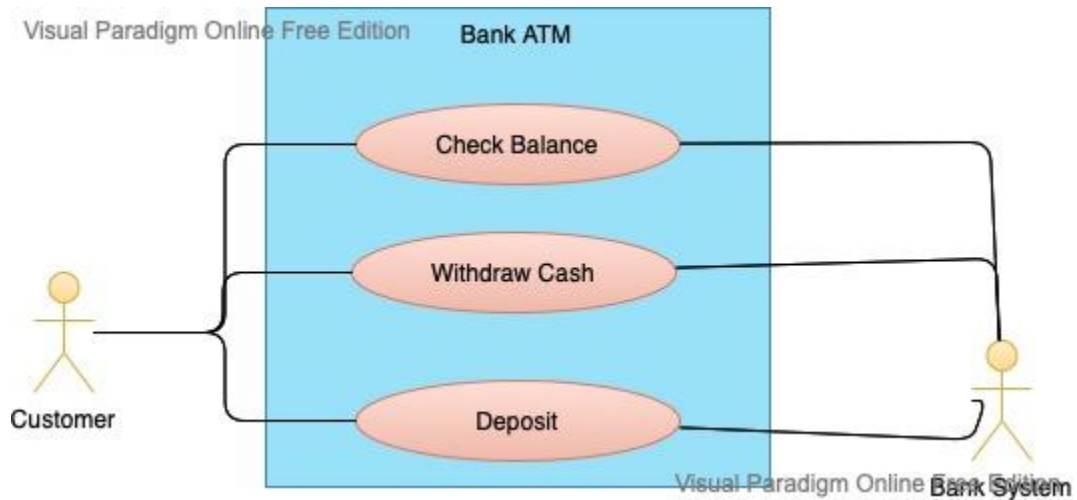 Visual Paradigm Online Free Edition
Bank ATM
Check Balance
Withdraw Cash
Customer
Deposit
Visual Paradigm Online Free Edition
Bank System